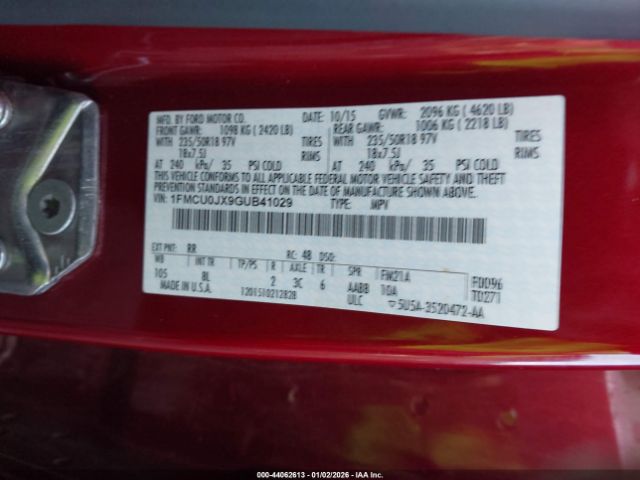 MFD. BY FORD MOTOR CO. DATE: 10/15 GVWR: 2096 KG ( 4620 LB)
FRONT GAWR: 1098 KG ( 2420 LB) REAR GAWR: 1006 KG ( 2218 LB)
WITH 235/50R18 97V TIRES WITH 235/50R18 97V TIRES
18x7.5J RIMS 18x7.5J RIMS
AT 240 kPa/ 35 PSI COLD AT 240 kPa/ 35 PSI COLD
THIS VEHICLE CONFORMS TO ALL APPLICABLE FEDERAL MOTOR VEHICLE SAFETY AND THEFT
PREVENTION STANDARDS IN EFFECT ON THE DATE OF MANUFACTURE SHOWN ABOVE.
VIN: 1FMCU0JX9GUB41029 TYPE: MPV
EXT PNT: RR RC: 48 DSO:
WB INT TR TP/PS R AXLE TR SPR FM21A F0096
105 8L 2 3C 6 AABB 10A TD271
MADE IN U.S.A. ULC
1201510212828 5U5A-3520472-AA
000-44062613 - 01/02/2026 - IAAI, Inc.